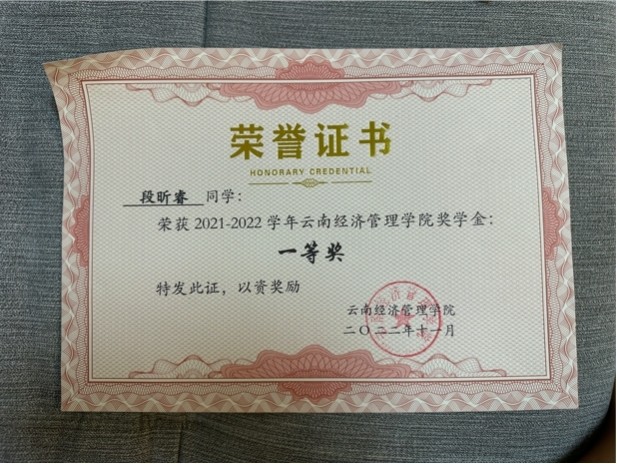 荣誉证书
HONORARY CREDENTIAL
段昕睿 同学：
荣获 2021-2022 学年云南经济管理学院奖学金：
一等奖
特发此证，以资奖励
云南经济管理学院
二〇二二年十一月